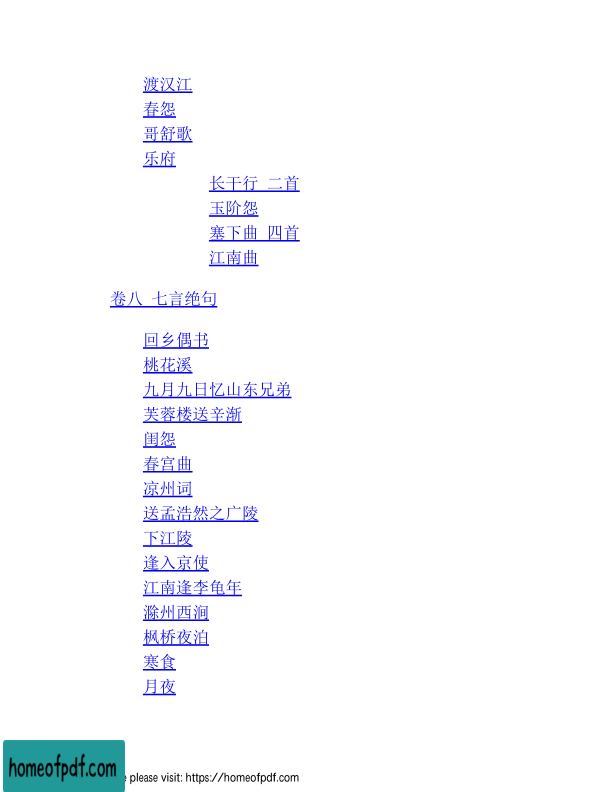 渡汉江
春怨
哥舒歌
乐府
长干行 二首
玉阶怨
塞下曲 四首
江南曲
卷八 七言绝句
回乡偶书
桃花溪
九月九日忆山东兄弟
芙蓉楼送辛渐
闺怨
春宫曲
凉州词
送孟浩然之广陵
下江陵
逢入京使
江南逢李龟年
滁州西涧
枫桥夜泊
寒食
月夜
homeofpdf.com
please visit: https://homeofpdf.com